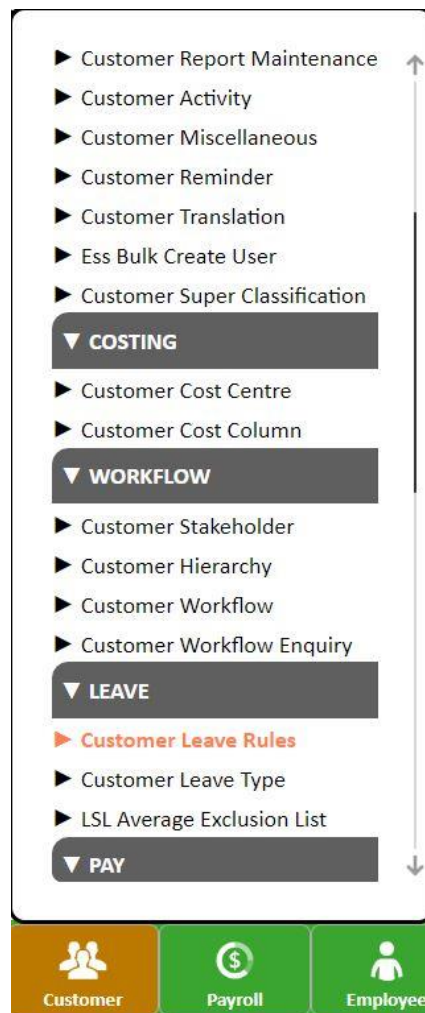 ► Customer Report Maintenance
► Customer Activity
► Customer Miscellaneous
► Customer Reminder
► Customer Translation
► Ess Bulk Create User
► Customer Super Classification
▼ COSTING
► Customer Cost Centre
► Customer Cost Column
▼ WORKFLOW
► Customer Stakeholder
► Customer Hierarchy
► Customer Workflow
► Customer Workflow Enquiry
▼ LEAVE
► Customer Leave Rules
► Customer Leave Type
► LSL Average Exclusion List
▼ PAY
Customer Payroll Employee